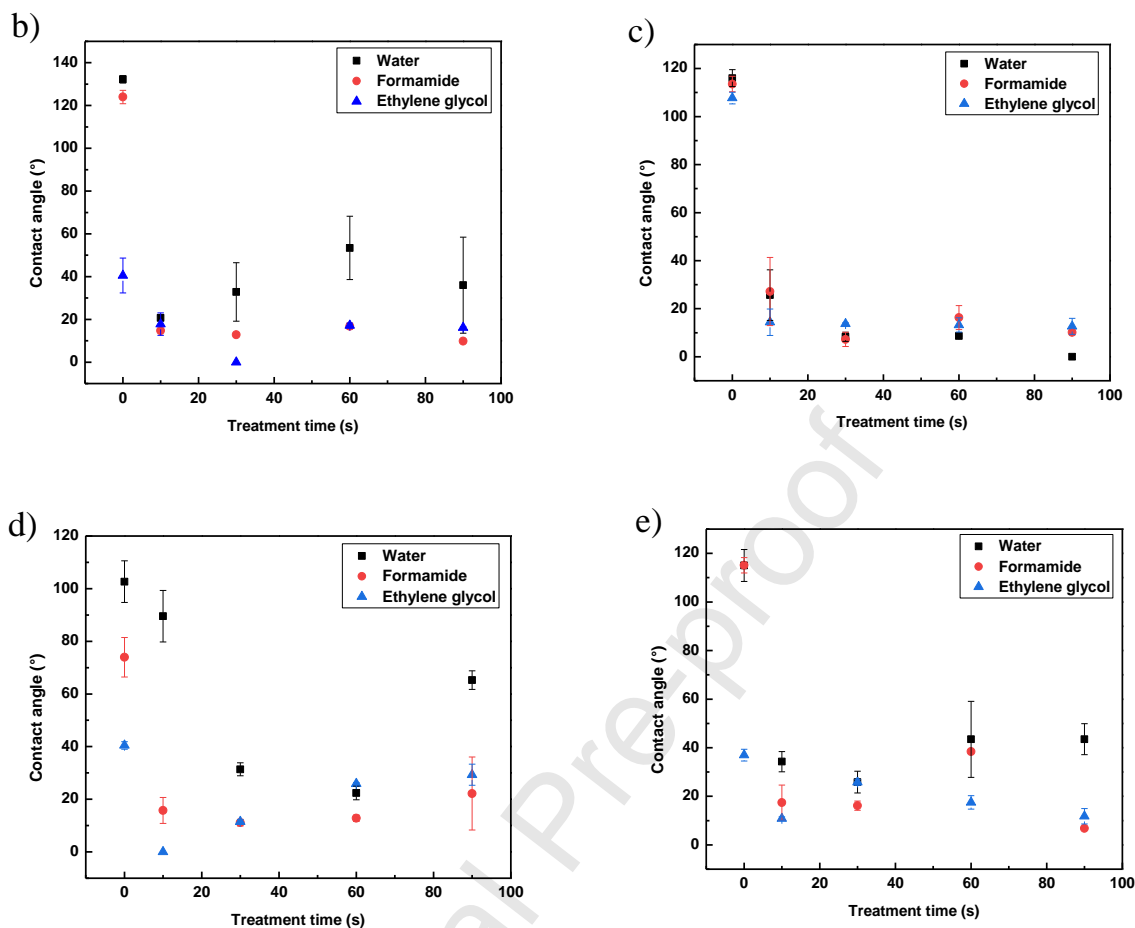 b)
Water
Formamide
Ethylene glycol
140
120
100
80
60
40
20
0
Contact angle (°)
0 20 40 60 80 100
Treatment time (s)
c)
Water
Formamide
Ethylene glycol
120
100
80
60
40
20
0
Contact angle (°)
0 20 40 60 80 100
Treatment time (s)
d)
Water
Formamide
Ethylene glycol
120
100
80
60
40
20
0
Contact angle (°)
0 20 40 60 80 100
Treatment time (s)
e)
Water
Formamide
Ethylene glycol
120
100
80
60
40
20
0
Contact angle (°)
0 20 40 60 80 100
Treatment time (s)
al Pre-proof